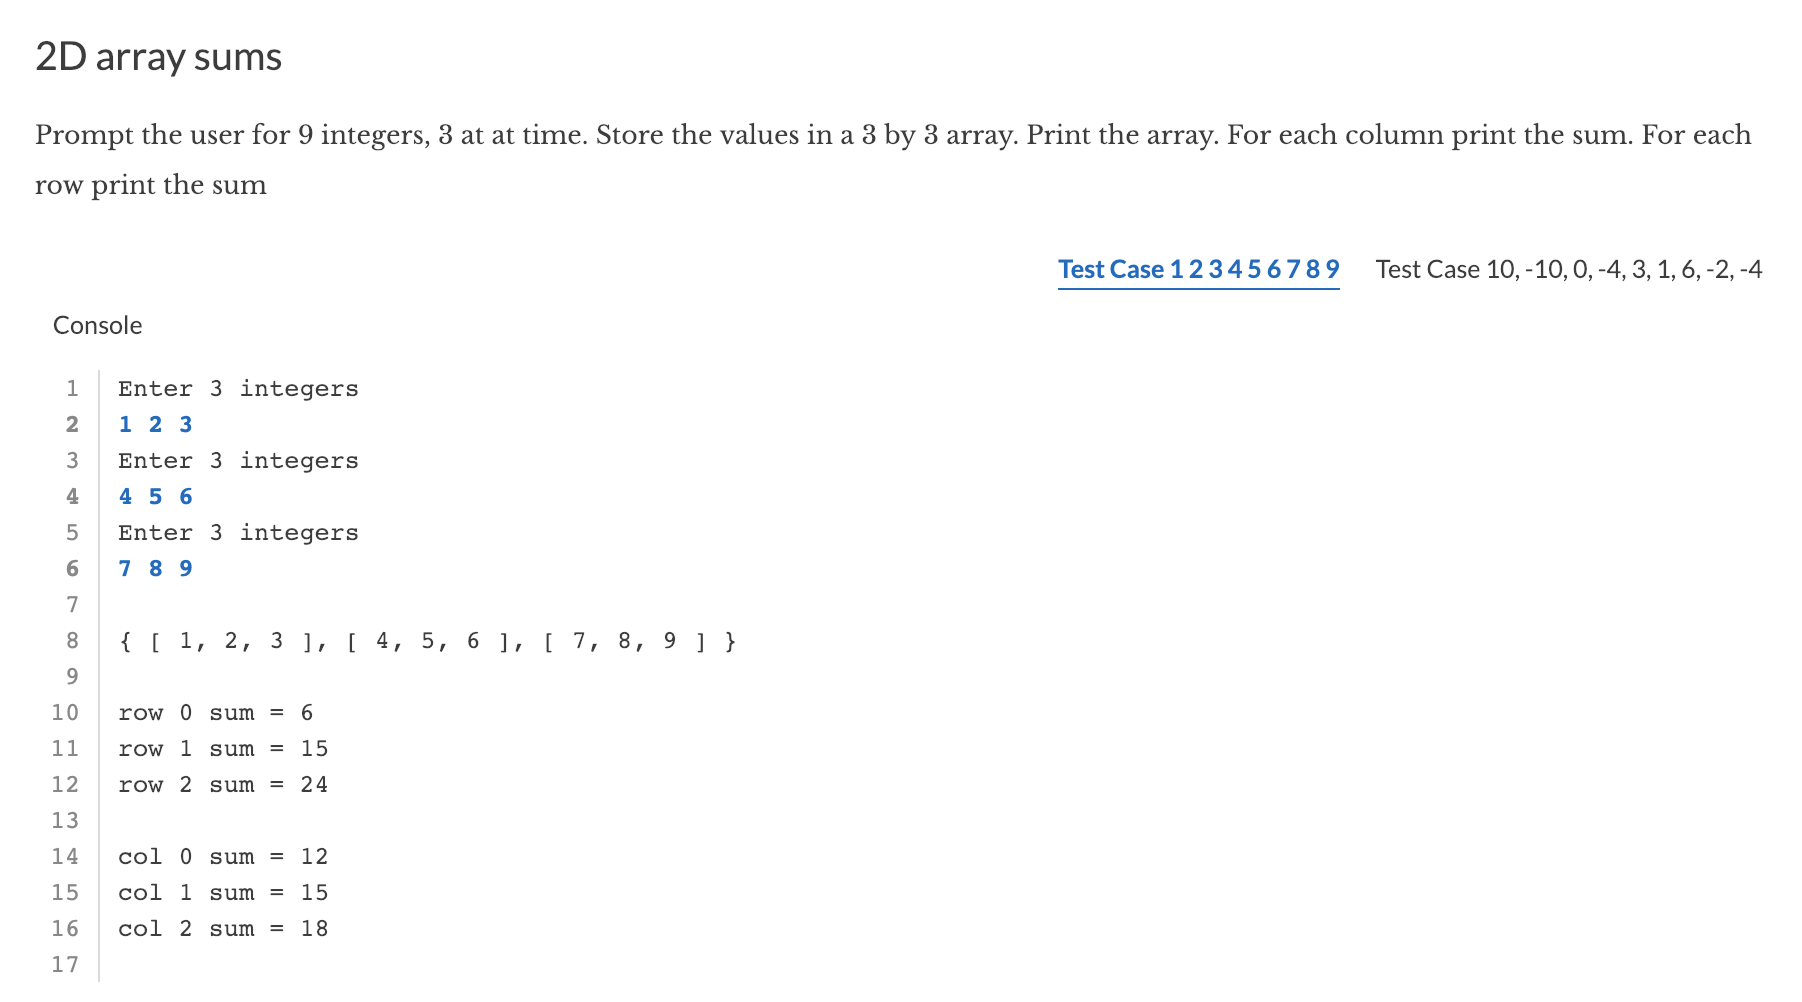 2D array sums
Prompt the user for 9 integers, 3 at at time. Store the values in a 3 by 3 array. Print the array. For each column print the sum. For each
row print the sum
Test Case 1 2 3 4 5 6 7 8 9 Test Case 10, -10, 0, -4, 3, 1, 6, -2, -4
Console
1 Enter 3 integers
2 1 2 3
3 Enter 3 integers
4 4 5 6
5 Enter 3 integers
6 7 8 9
7
8 { [ 1, 2, 3 ], [ 4, 5, 6 ], [ 7, 8, 9 ] }
9
10 row 0 sum = 6
11 row 1 sum = 15
12 row 2 sum = 24
13
14 col 0 sum = 12
15 col 1 sum = 15
16 col 2 sum = 18
17